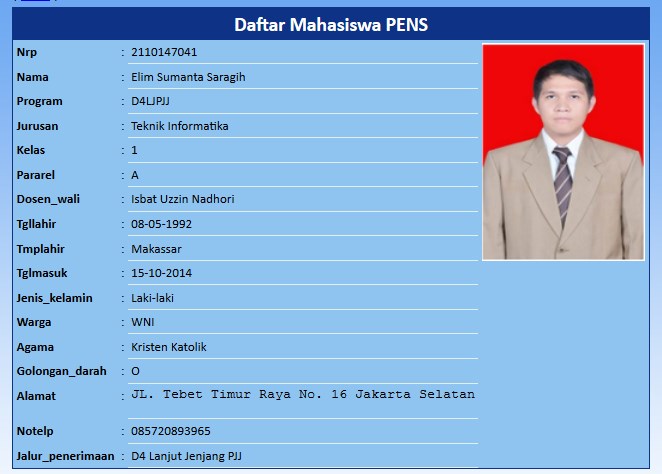 Daftar Mahasiswa PENS
Nrp : 2110147041
Nama : Elim Sumanta Saragih
Program : D4LJPJJ
Jurusan : Teknik Informatika
Kelas : 1
Pararel : A
Dosen_wali : Isbat Uzzin Nadhori
Tgllahir : 08-05-1992
Tmplahir : Makassar
Tglmasuk : 15-10-2014
Jenis_kelamin : Laki-laki
Warga : WNI
Agama : Kristen Katolik
Golongan_darah : O
Alamat : JL. Tebet Timur Raya No. 16 Jakarta Selatan
Notelp : 085720893965
Jalur_penerimaan : D4 Lanjut Jenjang PJJ